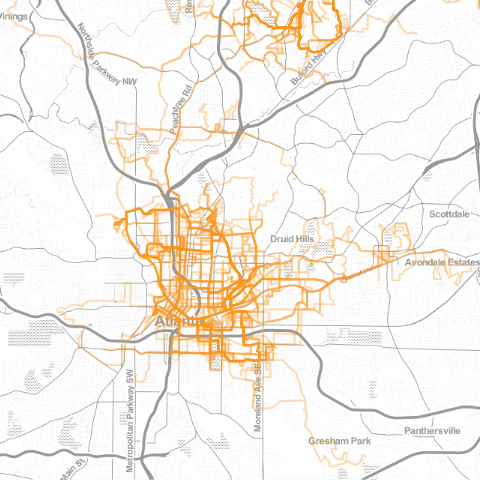 Vinings
Ros
B
Northside Parkway NW
Buford Hwy
Peachtree Rd
Scottdale
Druid Hills
Avondale Estates
Atlanta
Metropolitan Parkway SW
Moreland Ave SE
Panthersville
Gresham Park
Main St